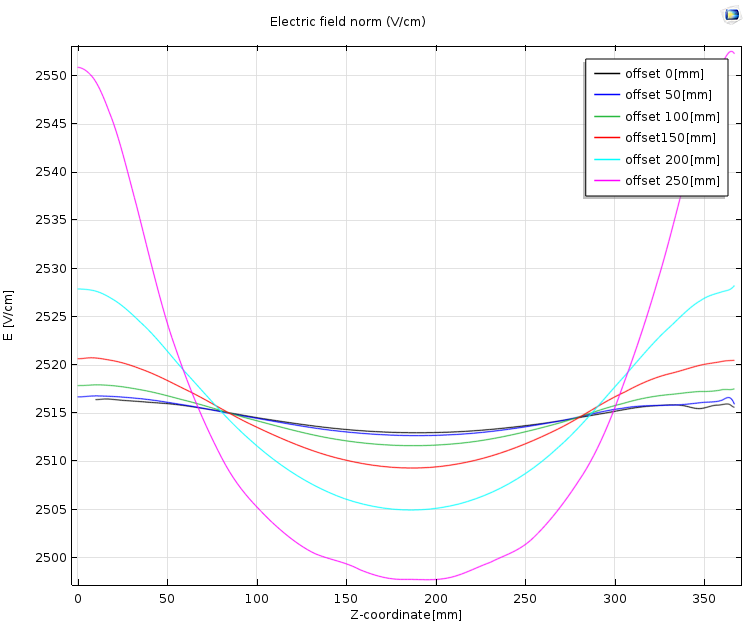 Electric field norm (V/cm)
2550
2545
2540
2535
2530
2525
2520
2515
2510
2505
2500
E [V/cm]
offset 0[mm]
offset 50[mm]
offset 100[mm]
offset150[mm]
offset 200[mm]
offset 250[mm]
0 50 100 150 200 250 300 350
Z-coordinate[mm]